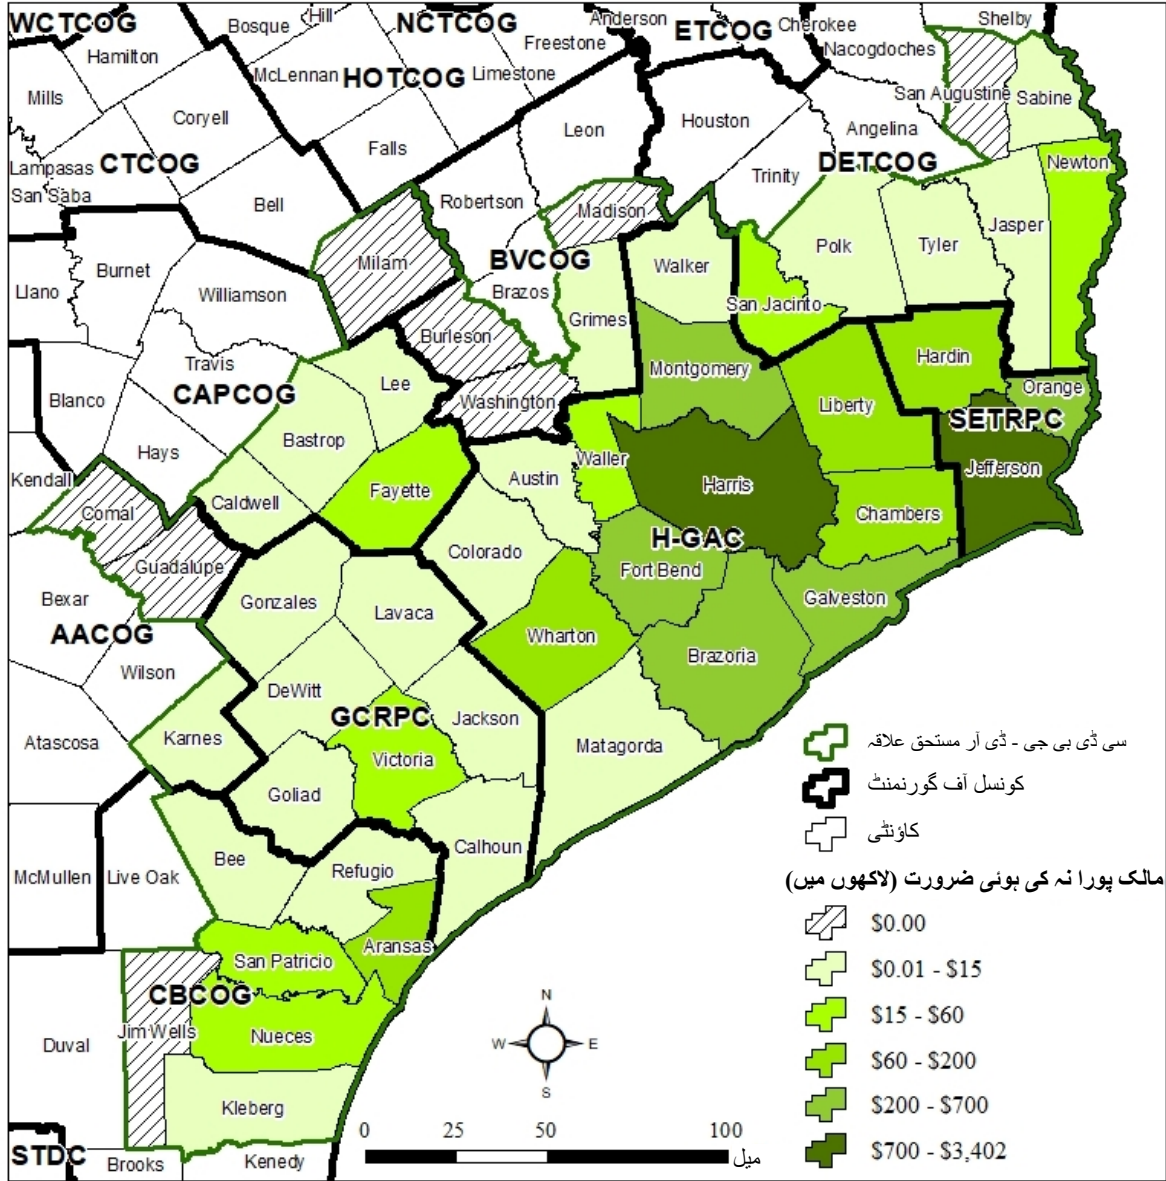 WCTCOG
Bosque
Hill
NCTCOG
Anderson
ETCOG
Cherokee
Shelby
Hamilton
Freestone
Nacogdoches
McLennan
HOTCOG
Limestone
Mills
San Augustine
Sabine
Coryell
Leon
Houston
Angelina
Falls
Lampasas
CTCOG
DETCOG
Newton
San Saba
Trinity
Bell
Robertson
Madison
Jasper
Milam
Polk
Tyler
Burnet
BVCOG
Walker
Llano
Williamson
Brazos
San Jacinto
Grimes
Burleson
Travis
Hardin
Montgomery
Lee
Orange
CAPCOG
Blanco
Washington
Liberty
SETRPC
Bastrop
Hays
Waller
Jefferson
Kendall
Austin
Harris
Fayette
Caldwell
Comal
Chambers
H-GAC
Colorado
Guadalupe
Fort Bend
Bexar
Gonzales
Lavaca
Galveston
AACOG
Wharton
Wilson
Brazoria
DeWitt
GCRPC
Jackson
Karnes
Atascosa
Matagorda
Victoria
Goliad
Calhoun
Bee
Refugio
McMullen
Live Oak
Aransas
San Patricio
CBCOG
Jim Wells
Nueces
Duval
Kleberg
STDC
Brooks
Kenedy
N
W
E
S
0
25
50
100
میل
سی ڈی بی جی - ڈی آر مستحق علاقہ
کونسل آف گورنمنٹ
کاؤنٹی
مالک پورا نہ کی ہوئی ضرورت (لاکھوں میں)
$0.00
$0.01 - $15
$15 - $60
$60 - $200
$200 - $700
$700 - $3,402